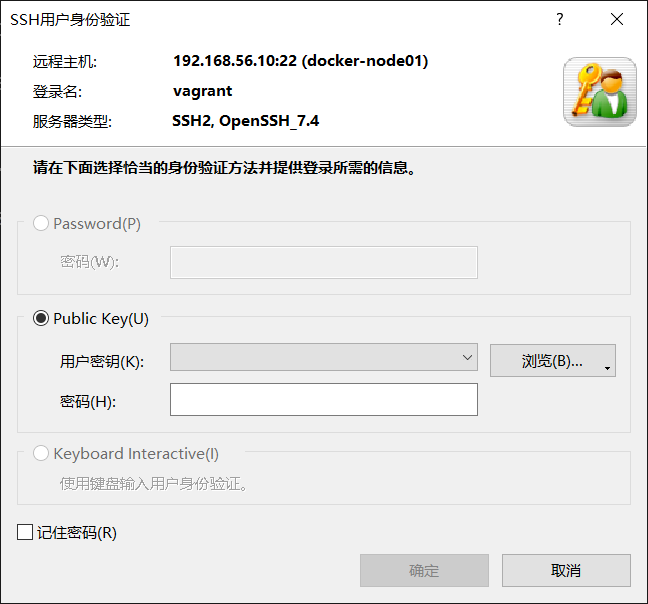 SSH用户身份验证
远程主机: 192.168.56.10:22 (docker-node01)
登录名: vagrant
服务器类型: SSH2, OpenSSH_7.4
请在下面选择恰当的身份验证方法并提供登录所需的信息。
Password(P)
密码(W):
Public Key(U)
用户密钥(K): 浏览(B)...
密码(H):
Keyboard Interactive(I)
使用键盘输入用户身份验证。
记住密码(R)
确定 取消